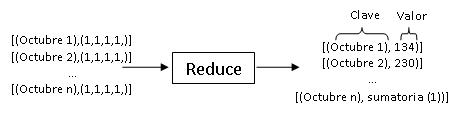 [(Octubre 1),(1,1,1,1,)]
[(Octubre 2),(1,1,1,1,)]
...
[(Octubre n),(1,1,1,1,)]
Reduce
Clave Valor
[(Octubre 1), 134)]
[(Octubre 2), 230)]
...
[(Octubre n), sumatoria (1))]